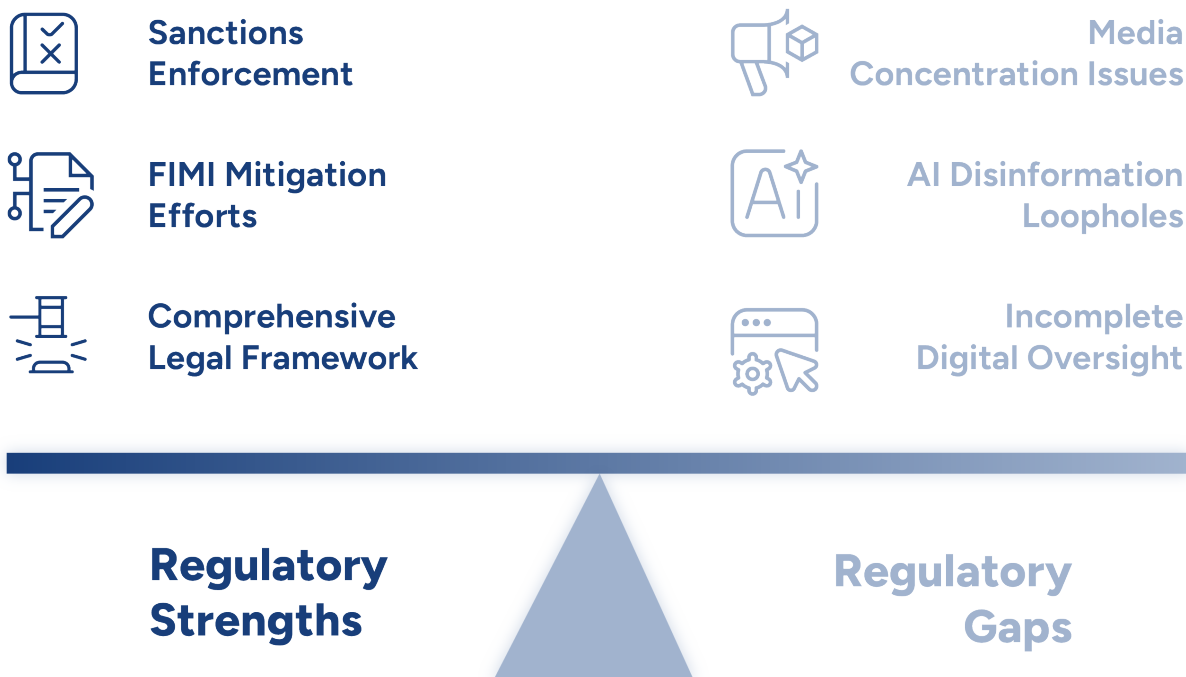 Sanctions
Enforcement
FIMI Mitigation
Efforts
Comprehensive
Legal Framework
Media
Concentration Issues
AI
AI Disinformation
Loopholes
Incomplete
Digital Oversight
Regulatory
Strengths
Regulatory
Gaps